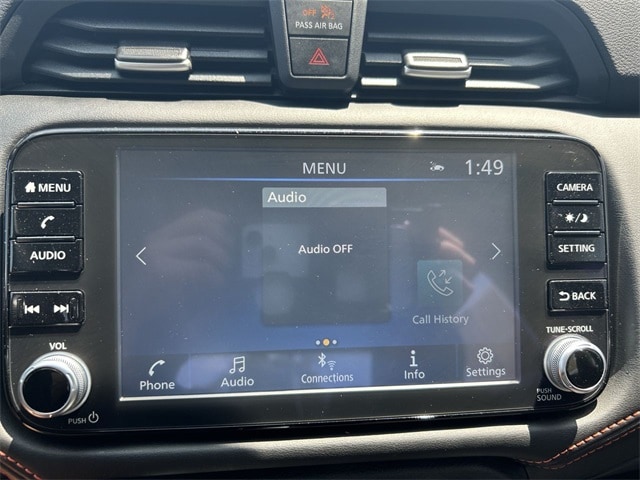 OFF
PASS AIR BAG
MENU
1:49
MENU
AUDIO
VOL
PUSH
Audio
Audio OFF
Call History
Phone
Audio
Connections
Info
Settings
CAMERA
SETTING
BACK
TUNE-SCROLL
PUSH
SOUND